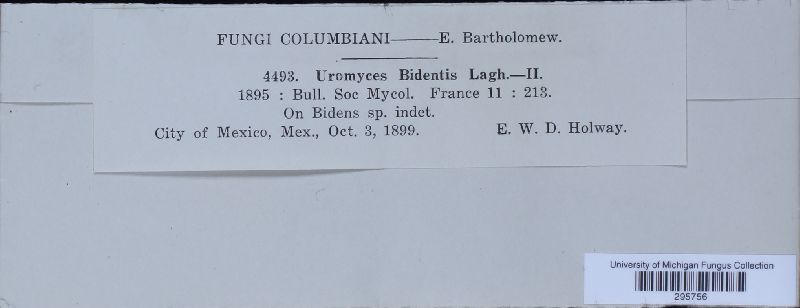 FUNGI COLUMBIANI——E. Bartholomew.
4493. Uromyces Bidentis Lagh.—II.
1895 : Bull. Soc Mycol. France 11 : 213.
On Bidens sp. indet.
City of Mexico, Mex., Oct. 3, 1899. E. W. D. Holway.
University of Michigan Fungus Collection
295756